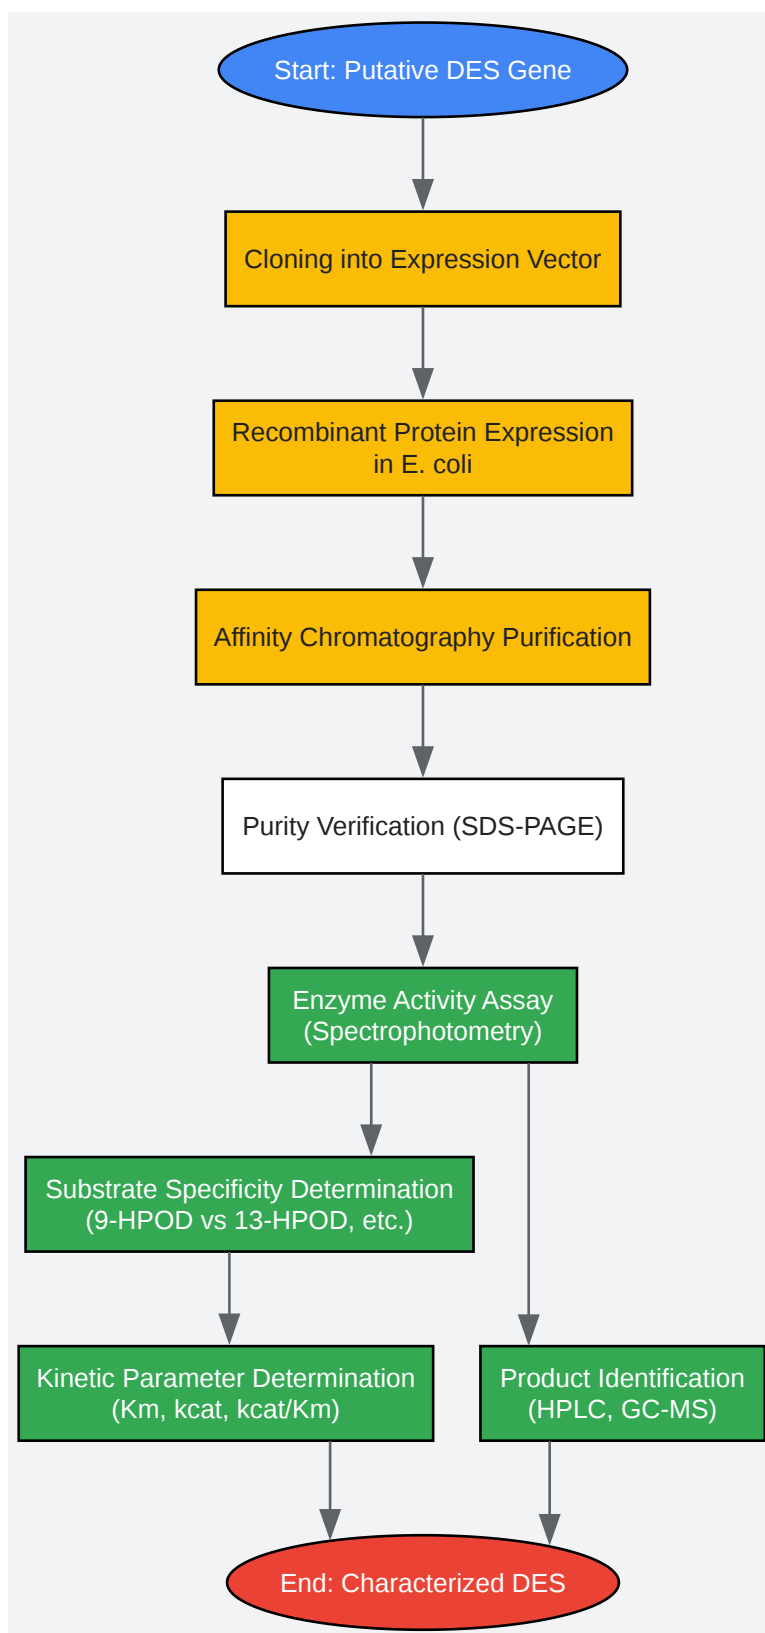 Start: Putative DES Gene
Cloning into Expression Vector
Recombinant Protein Expression
in E. coli
Affinity Chromatography Purification
Purity Verification (SDS-PAGE)
Enzyme Activity Assay
(Spectrophotometry)
Substrate Specificity Determination
(9-HPOD vs 13-HPOD, etc.)
Kinetic Parameter Determination
(Km, kcat, kcat/Km)
Product Identification
(HPLC, GC-MS)
End: Characterized DES